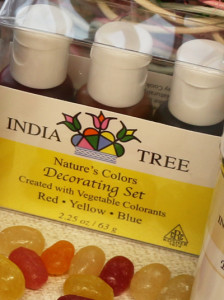 INDIA TREE
Nature's Colors
Decorating Set
Created with Vegetable Colorants
Red • Yellow • Blue
2.25 oz / 63 g